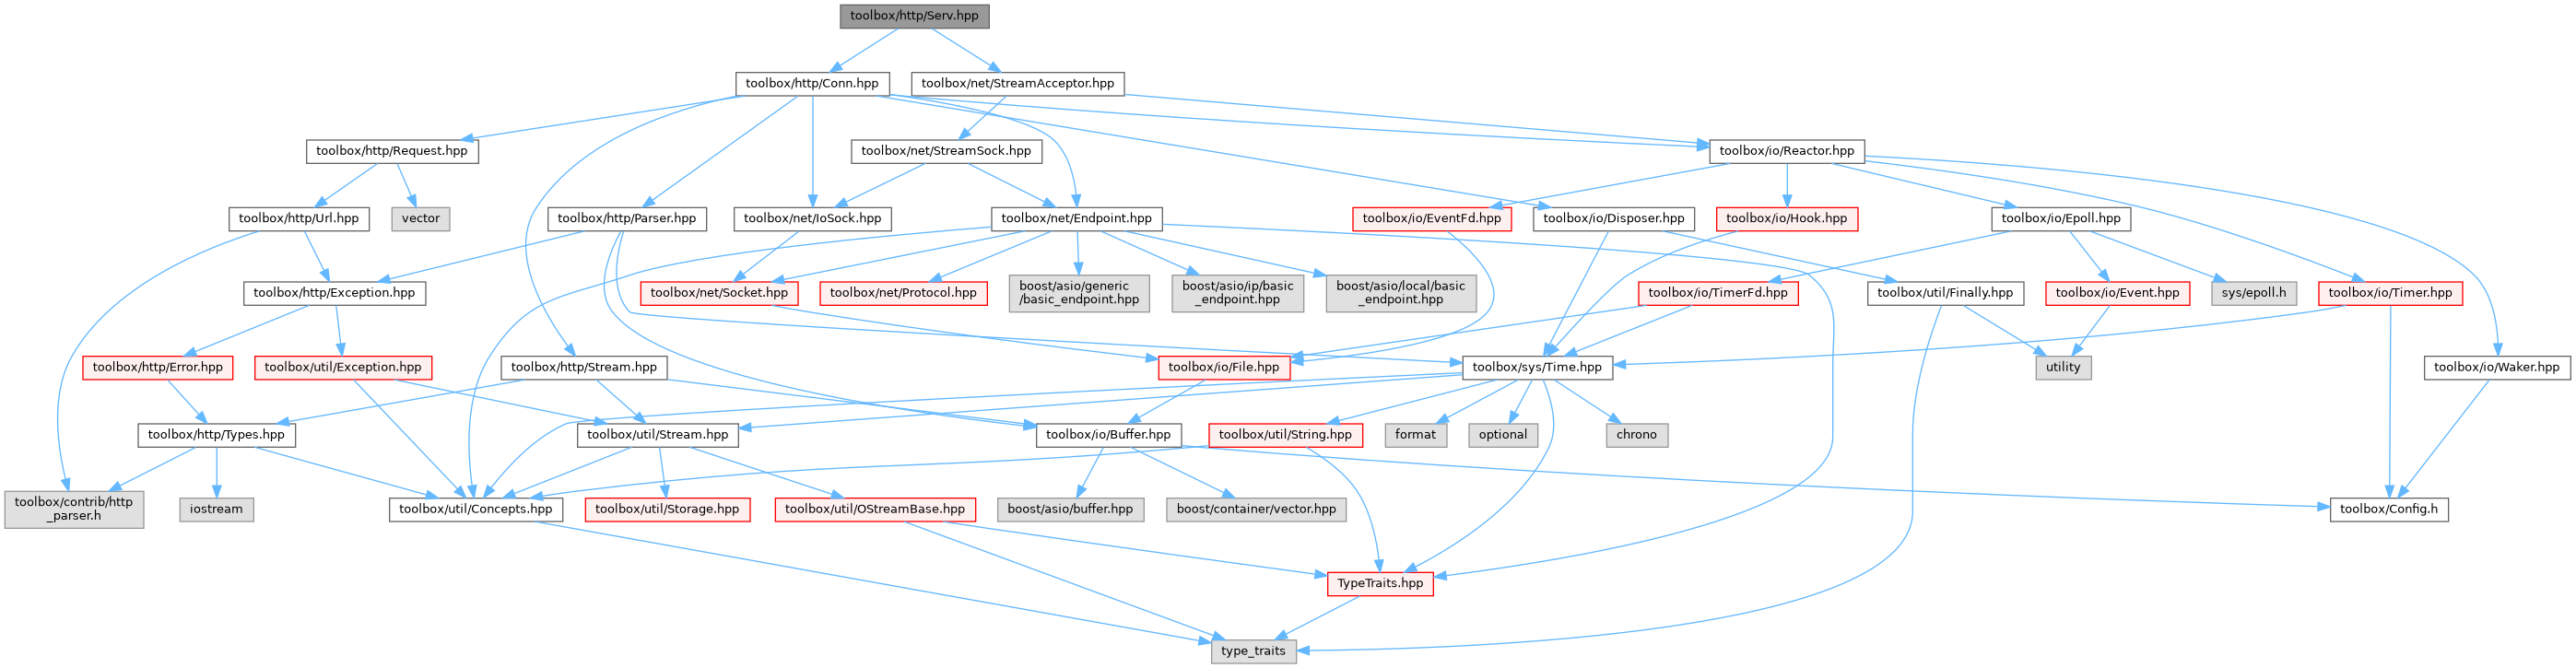 toolbox/http/Serv.hpp
toolbox/http/Conn.hpp
toolbox/net/StreamAcceptor.hpp
toolbox/http/Request.hpp
toolbox/net/StreamSock.hpp
toolbox/io/Reactor.hpp
toolbox/http/Url.hpp
vector
toolbox/http/Parser.hpp
toolbox/net/IoSock.hpp
toolbox/net/Endpoint.hpp
toolbox/io/EventFd.hpp
toolbox/io/Disposer.hpp
toolbox/io/Hook.hpp
toolbox/io/Epoll.hpp
toolbox/http/Exception.hpp
toolbox/net/Socket.hpp
toolbox/net/Protocol.hpp
boost/asio/generic
/basic_endpoint.hpp
boost/asio/ip/basic
_endpoint.hpp
boost/asio/local/basic
_endpoint.hpp
toolbox/io/TimerFd.hpp
toolbox/util/Finally.hpp
toolbox/io/Event.hpp
sys/epoll.h
toolbox/io/Timer.hpp
toolbox/http/Error.hpp
toolbox/util/Exception.hpp
toolbox/http/Stream.hpp
toolbox/io/File.hpp
toolbox/sys/Time.hpp
utility
toolbox/io/Waker.hpp
toolbox/http/Types.hpp
toolbox/util/Stream.hpp
toolbox/io/Buffer.hpp
toolbox/util/String.hpp
format
optional
chrono
toolbox/contrib/http
_parser.h
iostream
toolbox/util/Concepts.hpp
toolbox/util/Storage.hpp
toolbox/util/OStreamBase.hpp
boost/asio/buffer.hpp
boost/container/vector.hpp
toolbox/Config.h
TypeTraits.hpp
type_traits